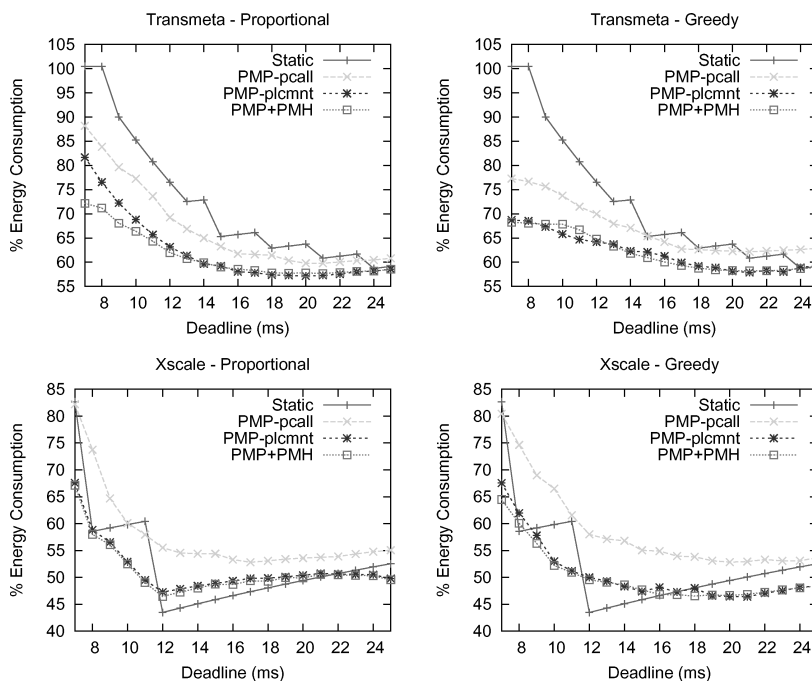 Transmeta - Proportional
105
100
95
90
85
80
75
70
65
60
55
% Energy Consumption
Static
PMP-pcall
PMP-plcmnt
PMP+PMH
8 10 12 14 16 18 20 22 24
Deadline (ms)
Transmeta - Greedy
105
100
95
90
85
80
75
70
65
60
55
% Energy Consumption
Static
PMP-pcall
PMP-plcmnt
PMP+PMH
8 10 12 14 16 18 20 22 24
Deadline (ms)
Xscale - Proportional
85
80
75
70
65
60
55
50
45
40
% Energy Consumption
Static
PMP-pcall
PMP-plcmnt
PMP+PMH
8 10 12 14 16 18 20 22 24
Deadline (ms)
Xscale - Greedy
85
80
75
70
65
60
55
50
45
40
% Energy Consumption
Static
PMP-pcall
PMP-plcmnt
PMP+PMH
8 10 12 14 16 18 20 22 24
Deadline (ms)